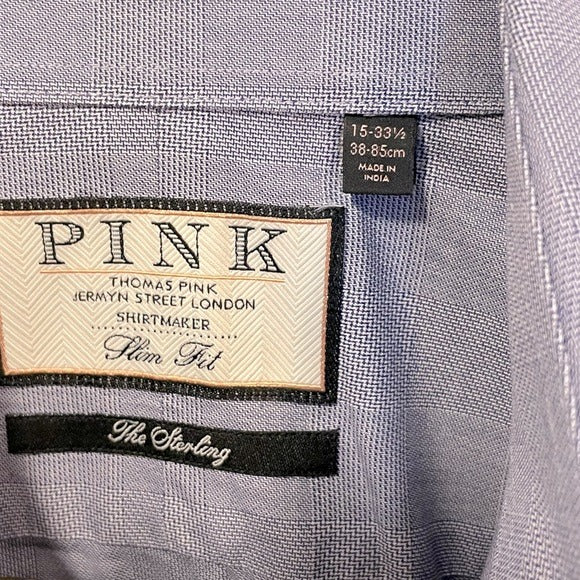 15-33½
38-85cm
MADE IN
INDIA
PINK
THOMAS PINK
JERMYN STREET LONDON
SHIRTMAKER
Slim Fit
The Sterling